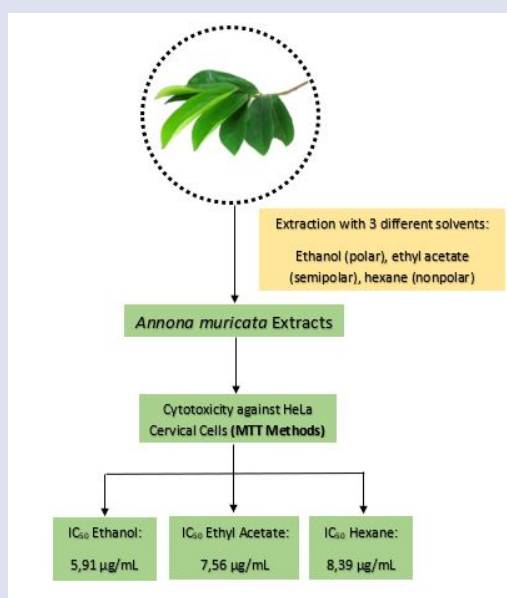 Extraction with 3 different solvents:
Ethanol (polar), ethyl acetate
(semipolar), hexane (nonpolar)
Annona muricata Extracts
Cytotoxicity against HeLa
Cervical Cells (MTT Methods)
IC₅₀ Ethanol:
5,91 µg/mL
IC₅₀ Ethyl Acetate:
7,56 µg/mL
IC₅₀ Hexane:
8,39 µg/mL